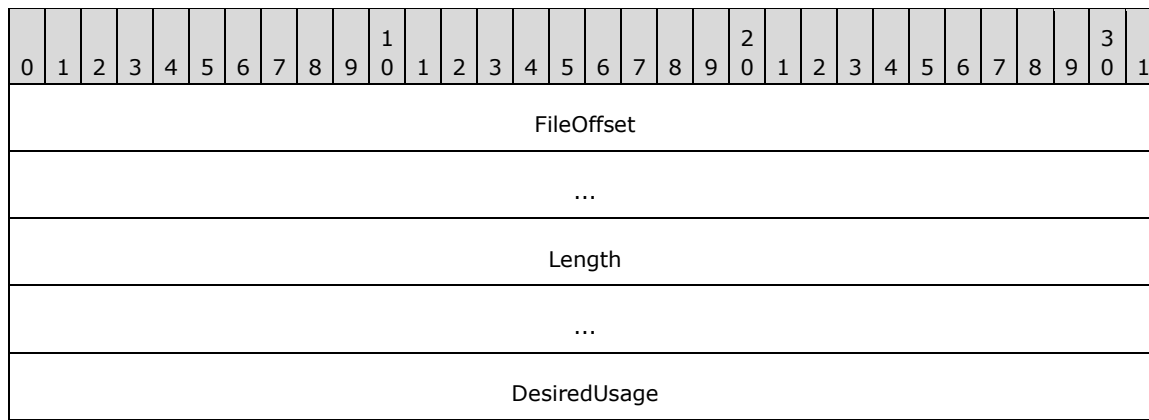 1 2 3
0 1 2 3 4 5 6 7 8 9 0 1 2 3 4 5 6 7 8 9 0 1 2 3 4 5 6 7 8 9 0 1
FileOffset
...
Length
...
DesiredUsage